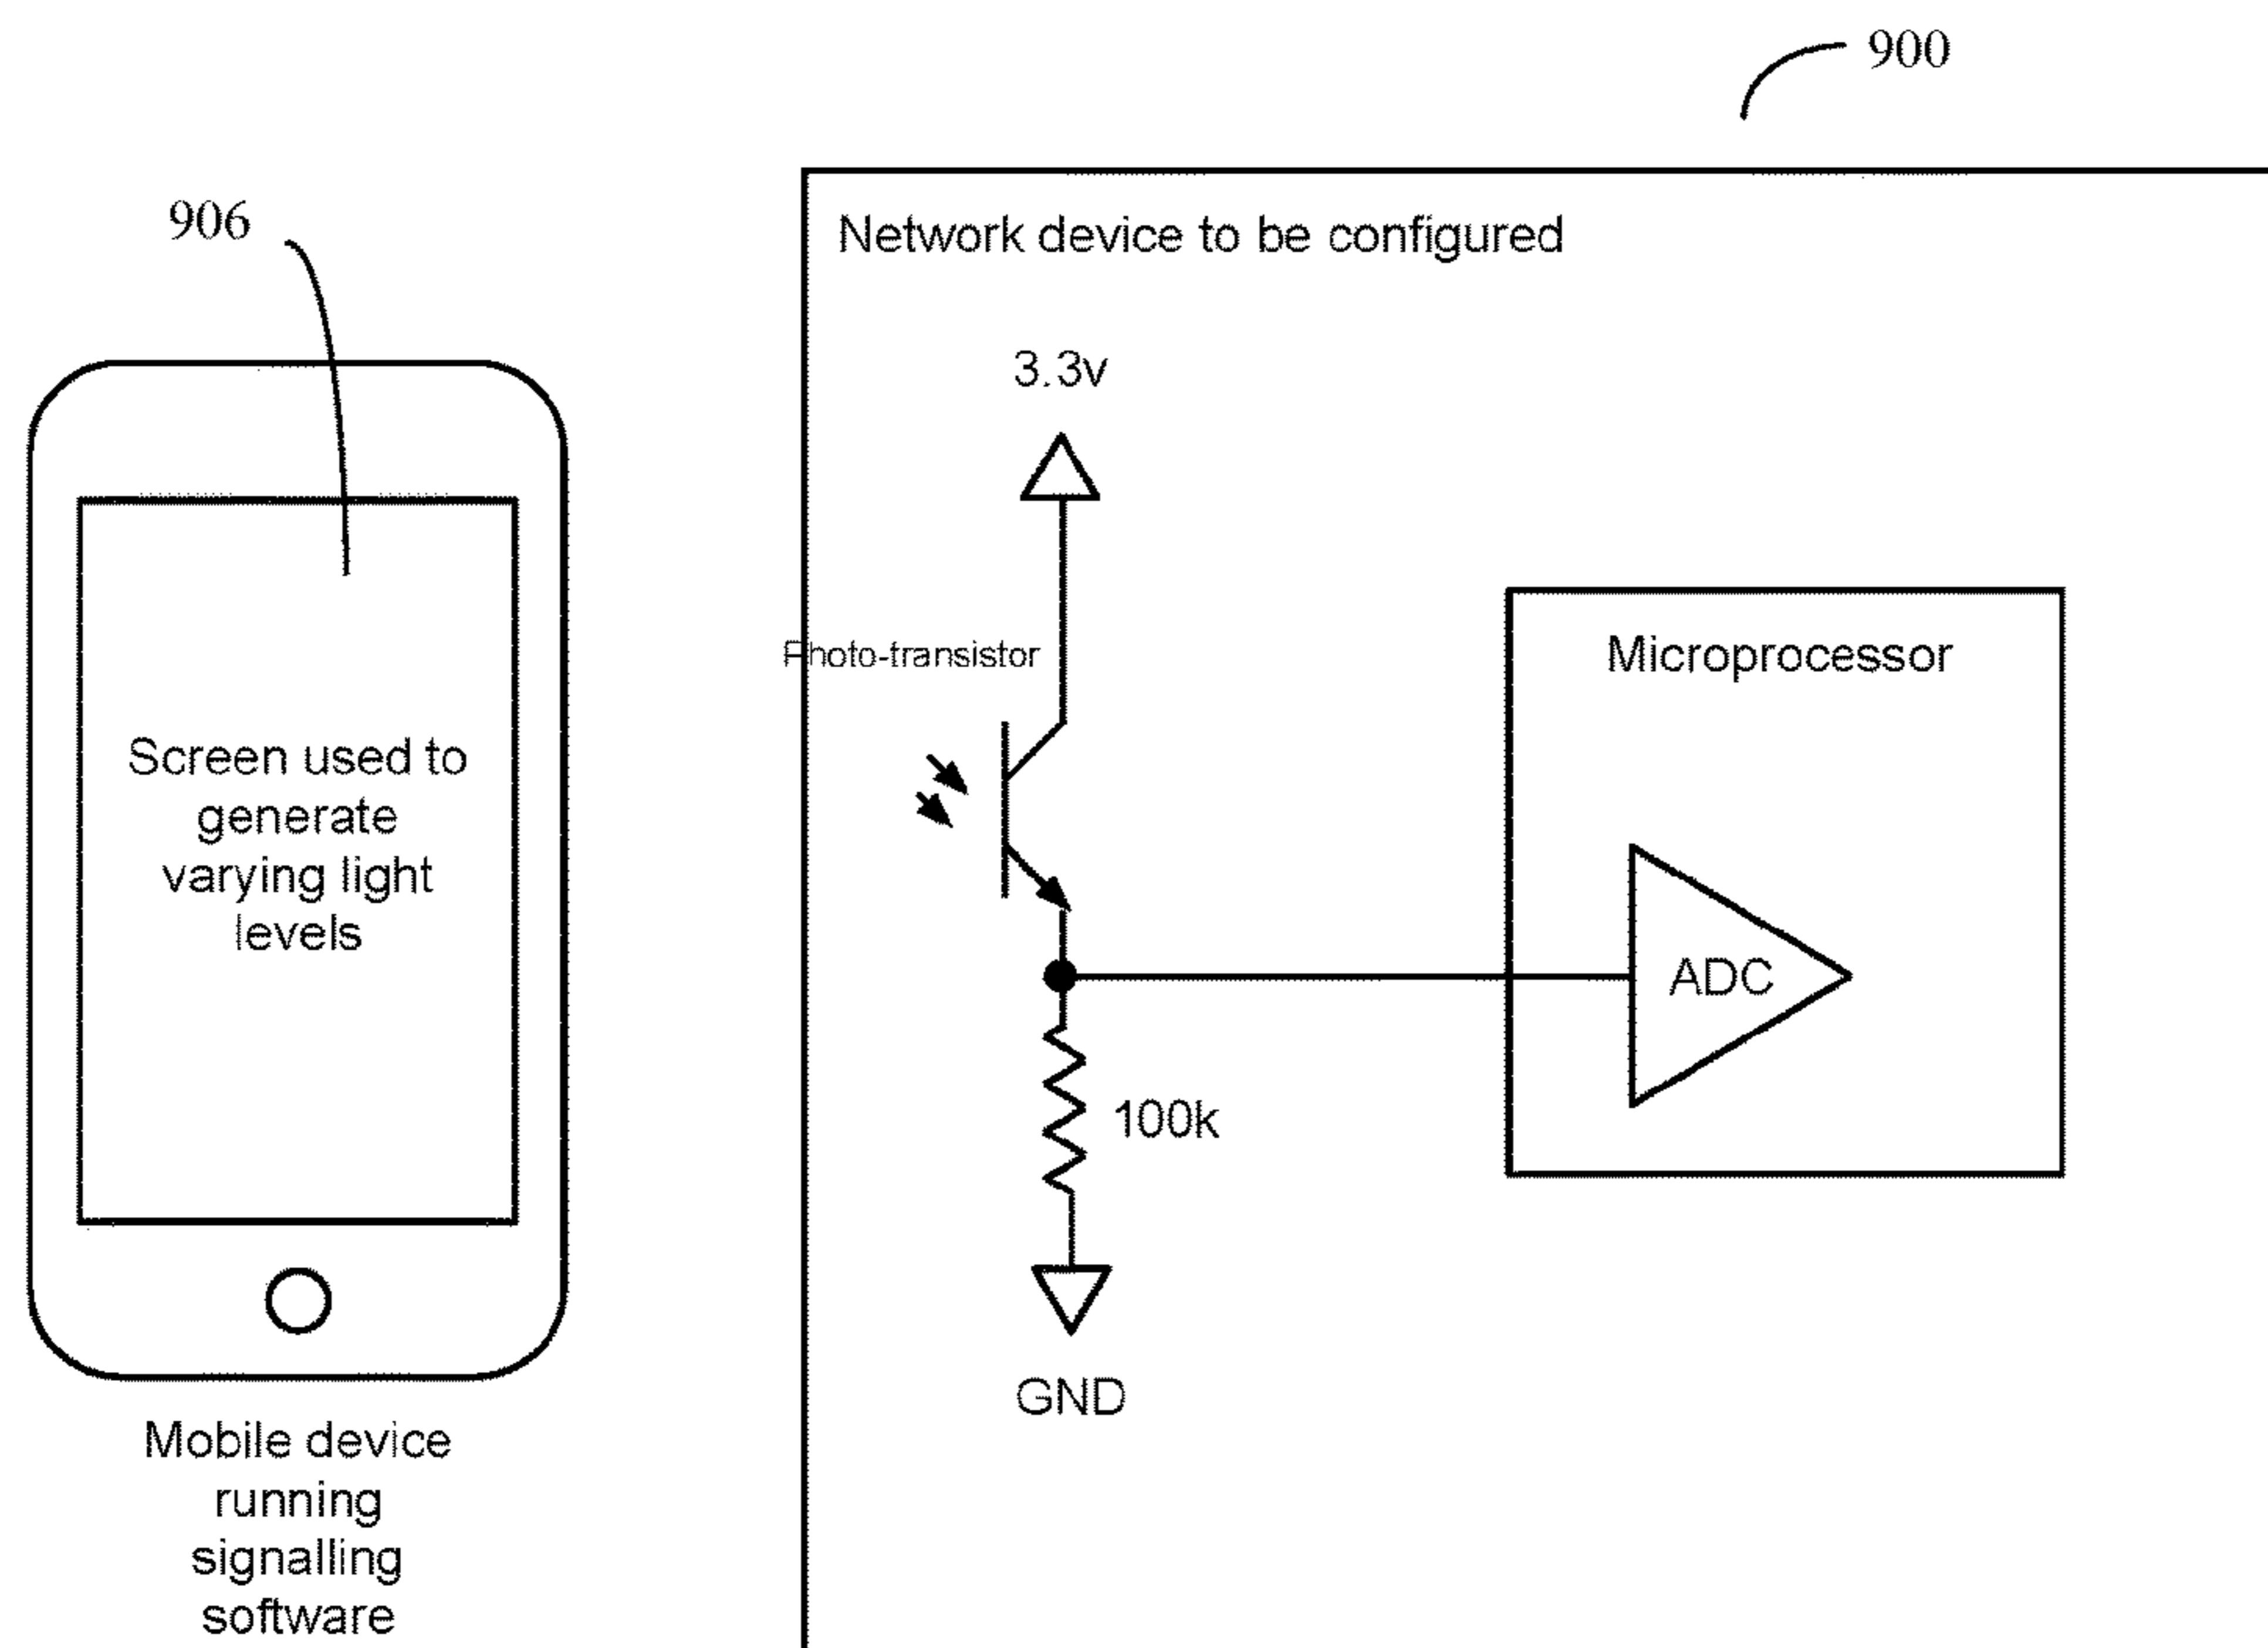 900
906
Network device to be configured
3.3v
Photo-transistor
Microprocessor
Screen used to
generate
varying light
levels
ADC
100k
GND
Mobile device
running
signalling
software